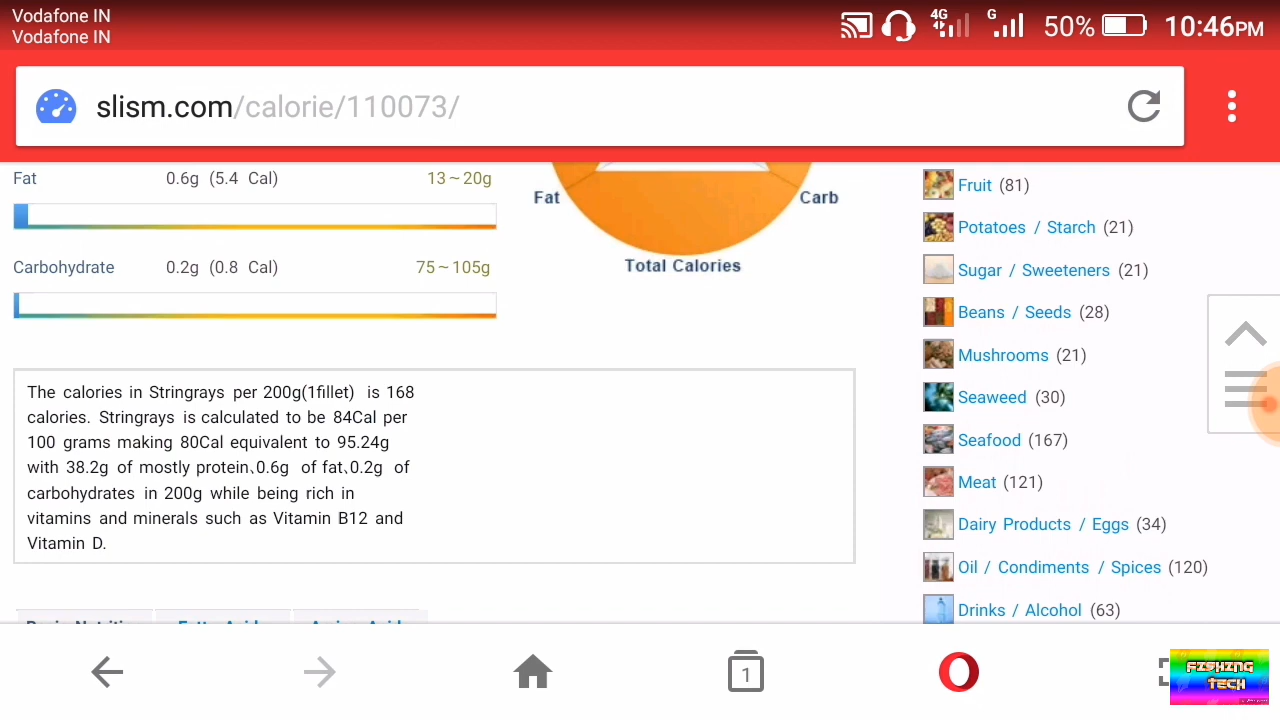 Vodafone IN
Vodafone IN
4G
G
50%
10:46PM
slism.com/calorie/110073/
Fat 0.6g (5.4 Cal) 13~20g
Carbohydrate 0.2g (0.8 Cal) 75~105g
Fat
Carb
Total Calories
The calories in Stringrays per 200g(1fillet) is 168
calories. Stringrays is calculated to be 84Cal per
100 grams making 80Cal equivalent to 95.24g
with 38.2g of mostly protein、0.6g of fat、0.2g of
carbohydrates in 200g while being rich in
vitamins and minerals such as Vitamin B12 and
Vitamin D.
Fruit (81)
Potatoes / Starch (21)
Sugar / Sweeteners (21)
Beans / Seeds (28)
Mushrooms (21)
Seaweed (30)
Seafood (167)
Meat (121)
Dairy Products / Eggs (34)
Oil / Condiments / Spices (120)
Drinks / Alcohol (63)
1
FISHING
TECH